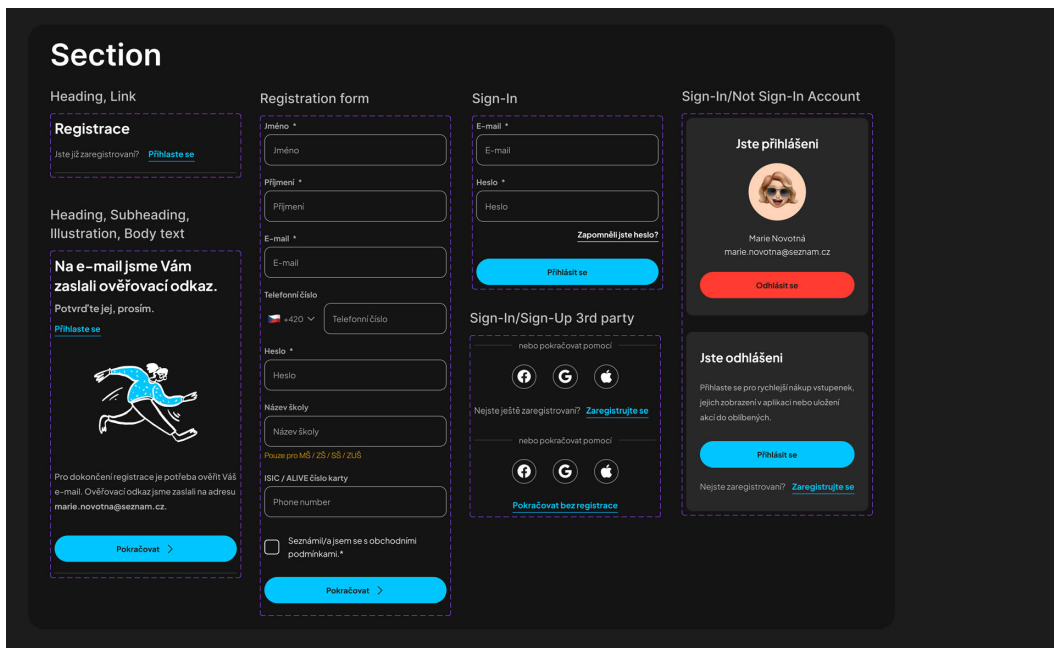 Section
Heading, Link
Registrace
Jste již zaregistrovaní? Přihlaste se
Heading, Subheading,
Illustration, Body text
Na e-mail jsme Vám
zaslali ověřovací odkaz.
Potvrďte jej, prosím.
Přihlaste se
Pro dokončení registrace je potřeba ověřit Váš
e-mail. Ověřovací odkaz jsme zaslali na adresu
marie.novotna@seznam.cz.
Pokračovat
Registration form
Jméno *
Jméno
Příjmení *
Příjmení
E-mail *
E-mail
Telefonní číslo
+420 Telefonní číslo
Heslo *
Heslo
Název školy
Název školy
Pouze pro MŠ / ZŠ / SŠ / ZUŠ
ISIC / ALIVE číslo karty
Phone number
Seznámil/a jsem se s obchodními
podmínkami.*
Pokračovat
Sign-In
E-mail *
E-mail
Heslo *
Heslo
Zapomněli jste heslo?
Přihlásit se
Sign-In/Sign-Up 3rd party
nebo pokračovat pomocí
Nejste ještě zaregistrovaní? Zaregistrujte se
nebo pokračovat pomocí
Pokračovat bez registrace
Sign-In/Not Sign-In Account
Jste přihlášeni
Marie Novotná
marie.novotna@seznam.cz
Odhlásit se
Jste odhlášeni
Přihlaste se pro rychlejší nákup vstupenek,
jejich zobrazení v aplikaci nebo uložení
akcí do oblíbených.
Přihlásit se
Nejste zaregistrovaní? Zaregistrujte se